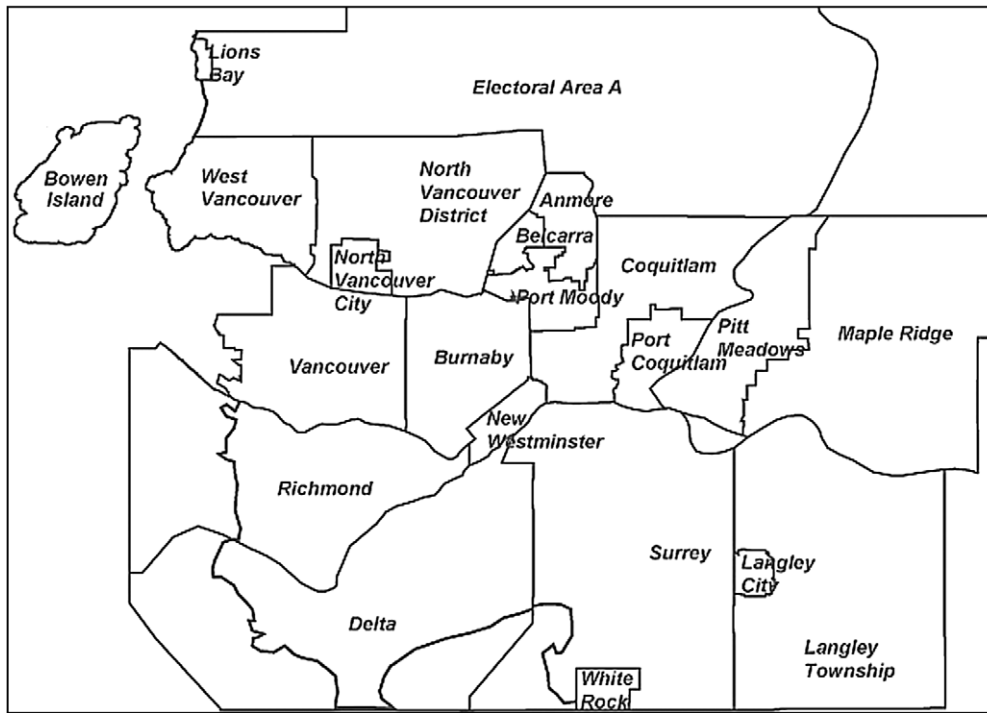 Lions
Bay
Electoral Area A
Bowen
Island
West
Vancouver
North
Vancouver
District
Anmore
Belcarra
North
Vancouver
City
Coquitlam
Port Moody
Vancouver
Burnaby
Port
Coquitlam
Pitt
Meadows
Maple Ridge
New
Westminster
Richmond
Surrey
Langley
City
Delta
Langley
Township
White
Rock